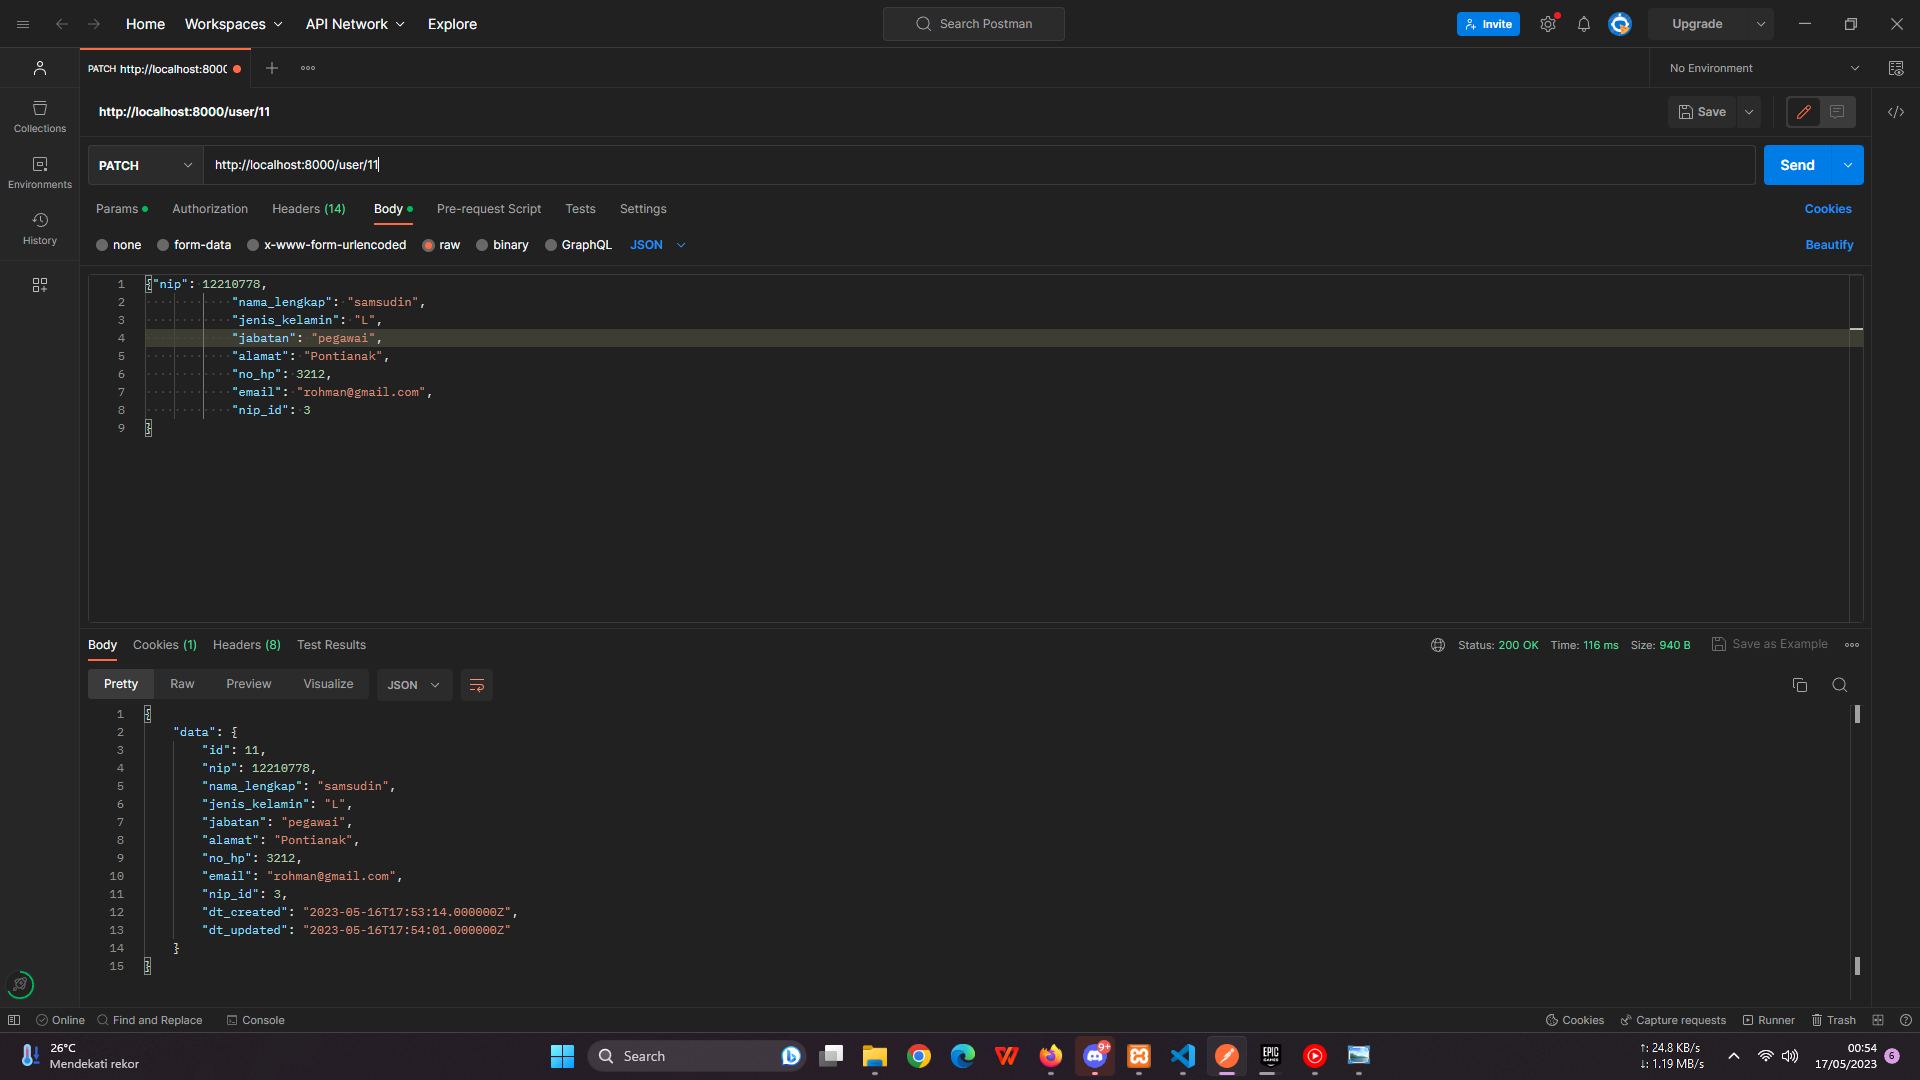 Home Workspaces API Network Explore Search Postman Invite Upgrade
PATCH http://localhost:800( No Environment
http://localhost:8000/user/11 Save
Collections
Environments
History
PATCH http://localhost:8000/user/11 Send
Params Authorization Headers (14) Body Pre-request Script Tests Settings Cookies
none form-data x-www-form-urlencoded raw binary GraphQL JSON Beautify
1 {"nip": 12210778,
2 "nama_lengkap": "samsudin",
3 "jenis_kelamin": "L",
4 "jabatan": "pegawai",
5 "alamat": "Pontianak",
6 "no_hp": 3212,
7 "email": "rohman@gmail.com",
8 "nip_id": 3
9 }
Body Cookies (1) Headers (8) Test Results Status: 200 OK Time: 116 ms Size: 940 B Save as Example
Pretty Raw Preview Visualize JSON
1 {
2 "data": {
3 "id": 11,
4 "nip": 12210778,
5 "nama_lengkap": "samsudin",
6 "jenis_kelamin": "L",
7 "jabatan": "pegawai",
8 "alamat": "Pontianak",
9 "no_hp": 3212,
10 "email": "rohman@gmail.com",
11 "nip_id": 3,
12 "dt_created": "2023-05-16T17:53:14.000000Z",
13 "dt_updated": "2023-05-16T17:54:01.000000Z"
14 }
15 }
Online Find and Replace Console Cookies Capture requests Runner Trash
26°C
Mendekati rekor
Search
9+
EPIC GAMES
↑: 24.8 KB/s
↓: 1.19 MB/s
00:54
17/05/2023
6